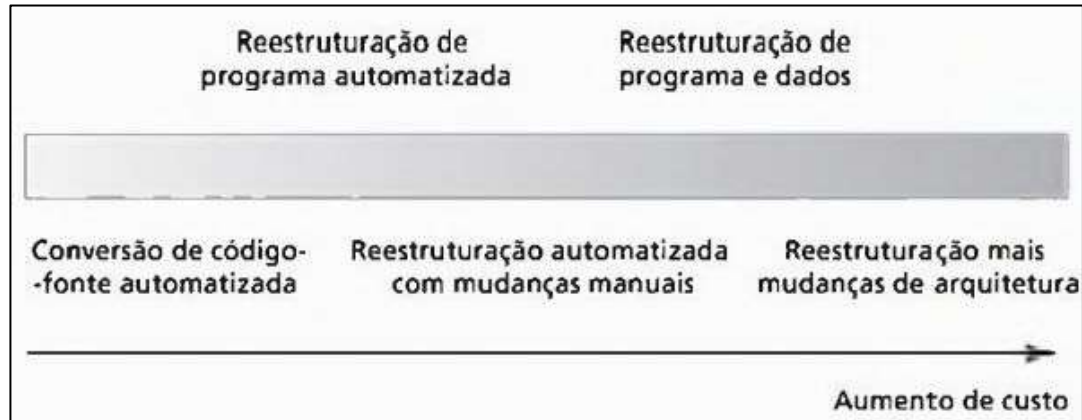 Reestruturação de
programa automatizada
Reestruturação de
programa e dados
Conversão de código-
-fonte automatizada
Reestruturação automatizada
com mudanças manuais
Reestruturação mais
mudanças de arquitetura
Aumento de custo